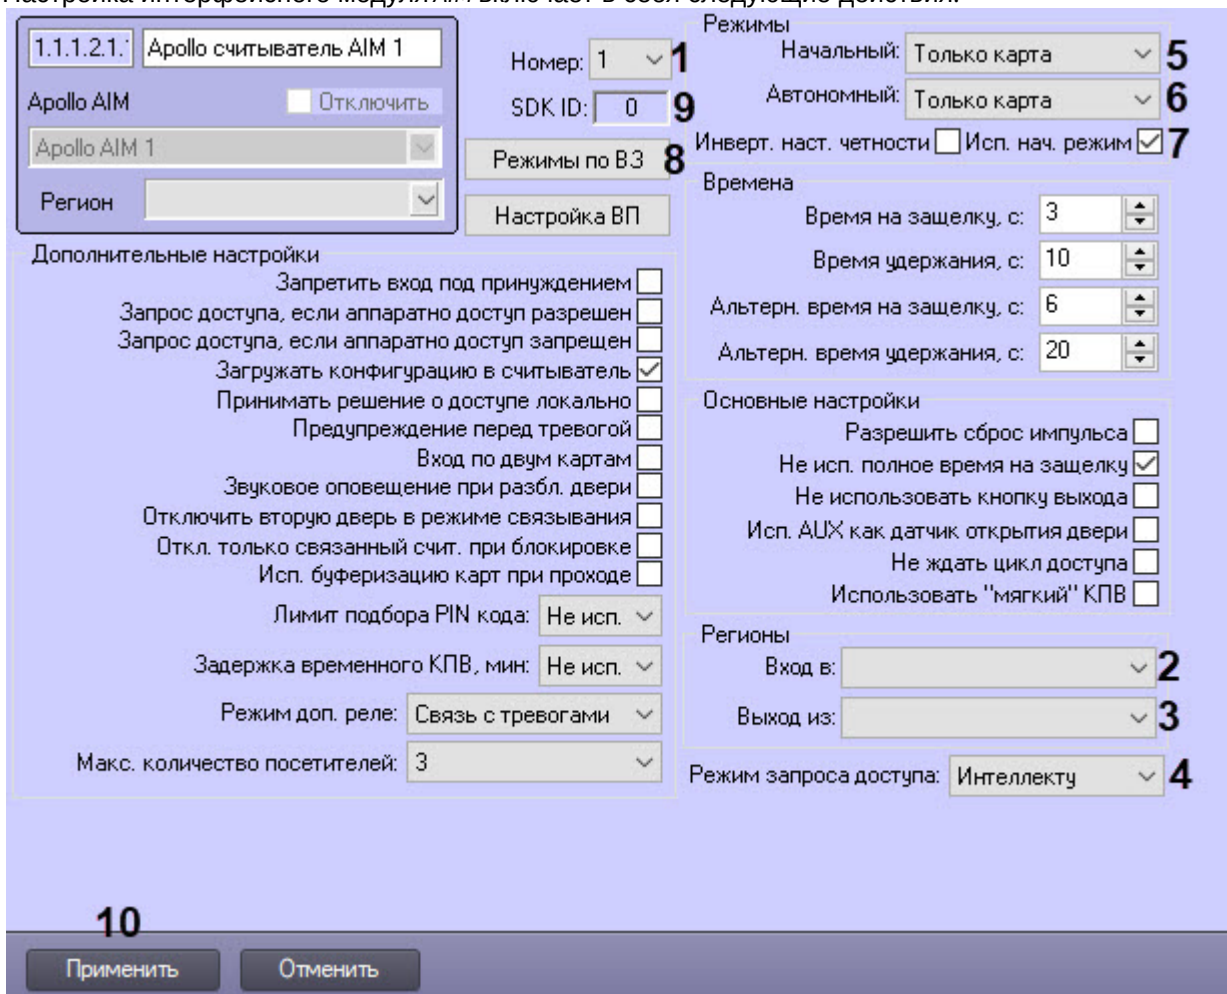 1.1.1.2.1. Apollo считыватель AIM 1
Apollo AIM Отключить
Apollo AIM 1
Регион
Номер: 1 1
SDK ID: 0 9
Режимы по ВЗ 8
Настройка ВП
Режимы
Начальный: Только карта 5
Автономный: Только карта 6
Инверт. наст. четности Исп. нач. режим 7
Времена
Время на защелку, с: 3
Время удержания, с: 10
Альтерн. время на защелку, с: 6
Альтерн. время удержания, с: 20
Дополнительные настройки
Запретить вход под принуждением
Запрос доступа, если аппаратно доступ разрешен
Запрос доступа, если аппаратно доступ запрещен
Загружать конфигурацию в считыватель
Принимать решение о доступе локально
Предупреждение перед тревогой
Вход по двум картам
Звуковое оповещение при разбл. двери
Отключить вторую дверь в режиме связывания
Откл. только связанный счит. при блокировке
Исп. буферизацию карт при проходе
Лимит подбора PIN кода: Не исп.
Задержка временного КПВ, мин: Не исп.
Режим доп. реле: Связь с тревогами
Макс. количество посетителей: 3
Основные настройки
Разрешить сброс импульса
Не исп. полное время на защелку
Не использовать кнопку выхода
Исп. AUX как датчик открытия двери
Не ждать цикл доступа
Использовать "мягкий" КПВ
Регионы
Вход в: 2
Выход из: 3
Режим запроса доступа: Интеллекту 4
10
Применить Отменить